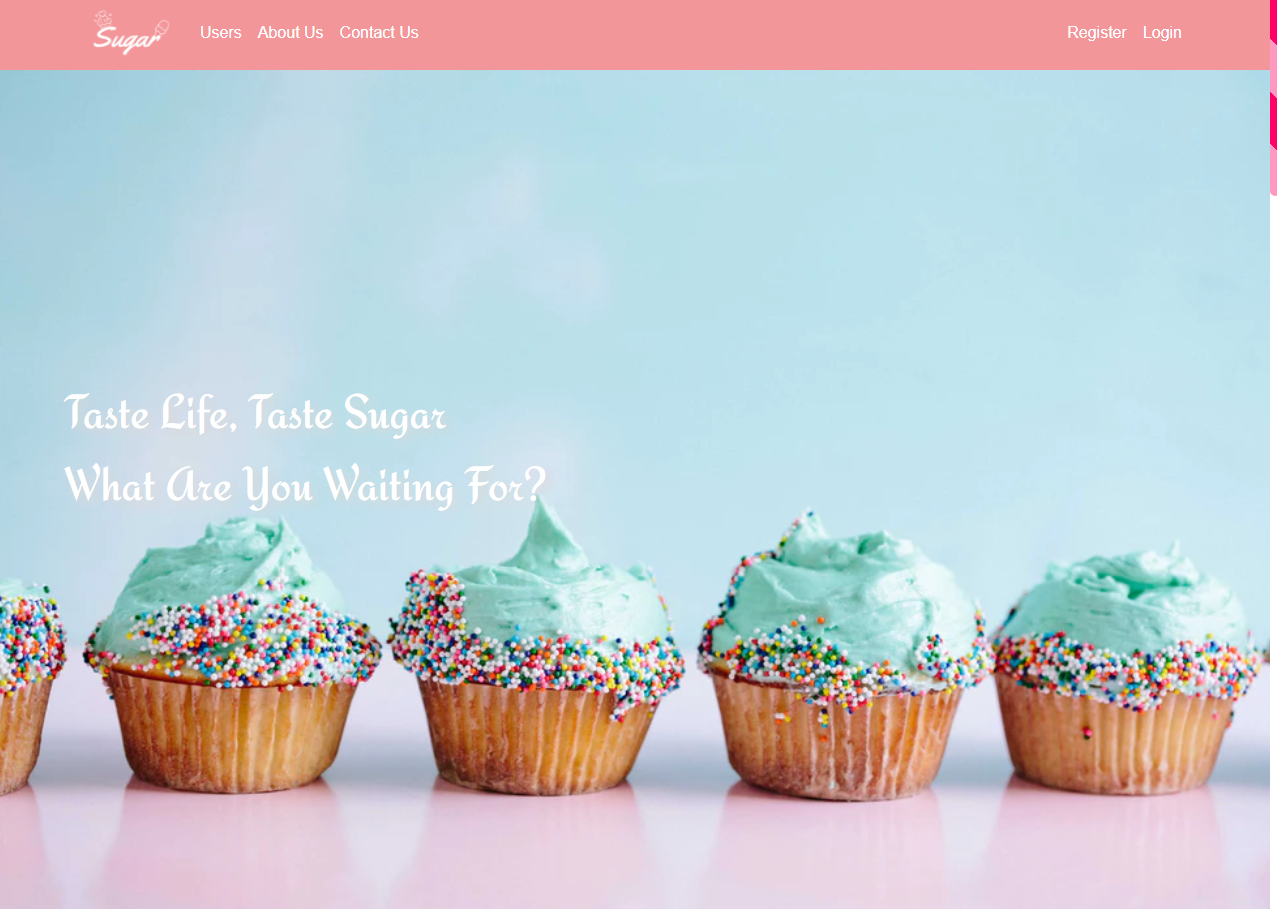 Sugar
Users About Us Contact Us Register Login
Taste Life, Taste Sugar
What Are You Waiting For?